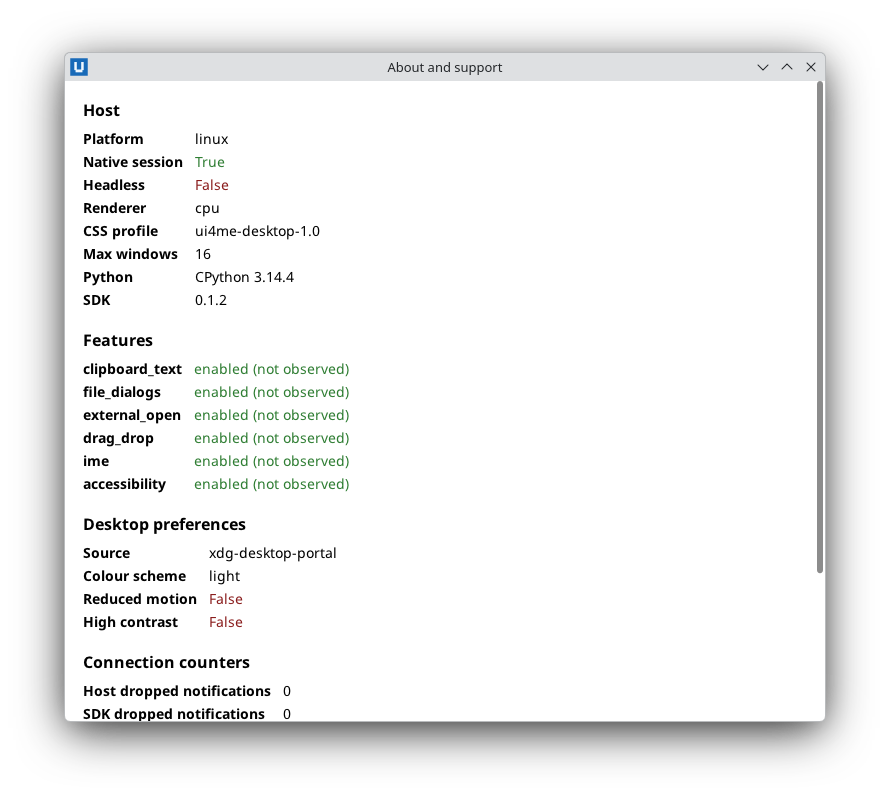 About and support
Host
Platform linux
Native session True
Headless False
Renderer cpu
CSS profile ui4me-desktop-1.0
Max windows 16
Python CPython 3.14.4
SDK 0.1.2
Features
clipboard_text enabled (not observed)
file_dialogs enabled (not observed)
external_open enabled (not observed)
drag_drop enabled (not observed)
ime enabled (not observed)
accessibility enabled (not observed)
Desktop preferences
Source xdg-desktop-portal
Colour scheme light
Reduced motion False
High contrast False
Connection counters
Host dropped notifications 0
SDK dropped notifications 0